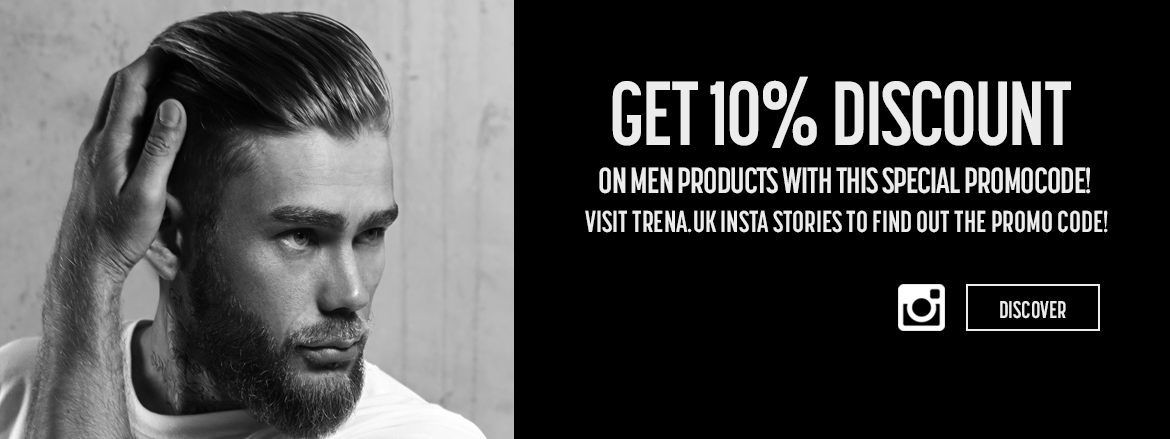 GET 10% DISCOUNT
ON MEN PRODUCTS WITH THIS SPECIAL PROMOCODE!
VISIT TRENA.UK INSTA STORIES TO FIND OUT THE PROMO CODE!
DISCOVER